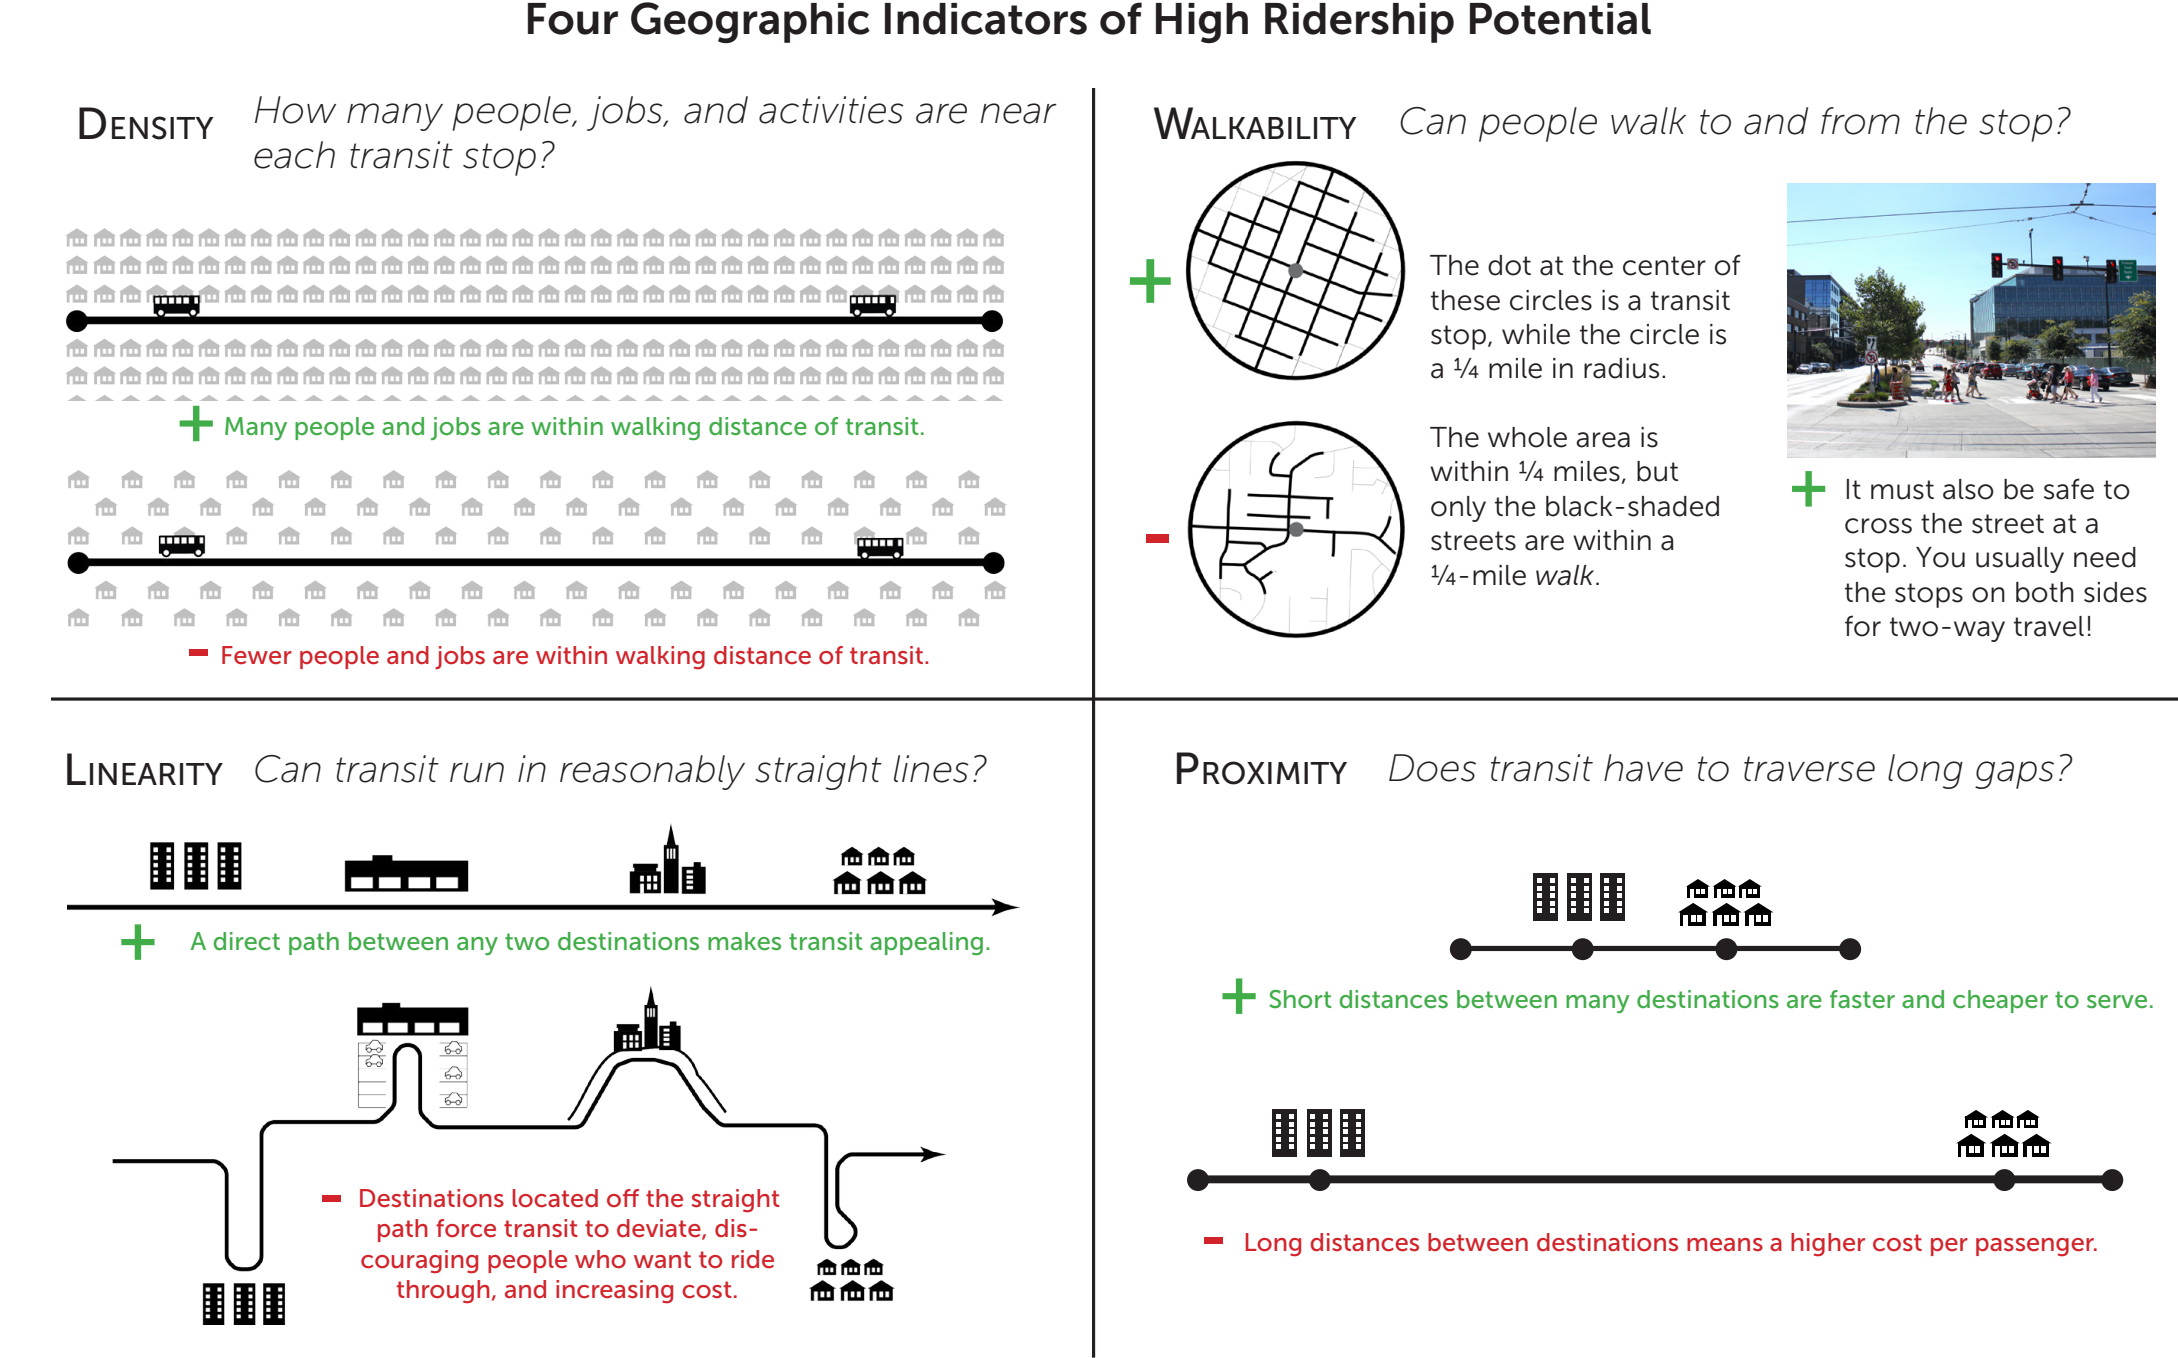 Four Geographic Indicators of High Ridership Potential
DENSITY
How many people, jobs, and activities are near
each transit stop?
+ Many people and jobs are within walking distance of transit.
- Fewer people and jobs are within walking distance of transit.
WALKABILITY
Can people walk to and from the stop?
+
The dot at the center of
these circles is a transit
stop, while the circle is
a ¼ mile in radius.
-
The whole area is
within ¼ miles, but
only the black-shaded
streets are within a
¼-mile walk.
+ It must also be safe to
cross the street at a
stop. You usually need
the stops on both sides
for two-way travel!
LINEARITY
Can transit run in reasonably straight lines?
+ A direct path between any two destinations makes transit appealing.
- Destinations located off the straight
path force transit to deviate, dis-
couraging people who want to ride
through, and increasing cost.
PROXIMITY
Does transit have to traverse long gaps?
+ Short distances between many destinations are faster and cheaper to serve.
- Long distances between destinations means a higher cost per passenger.